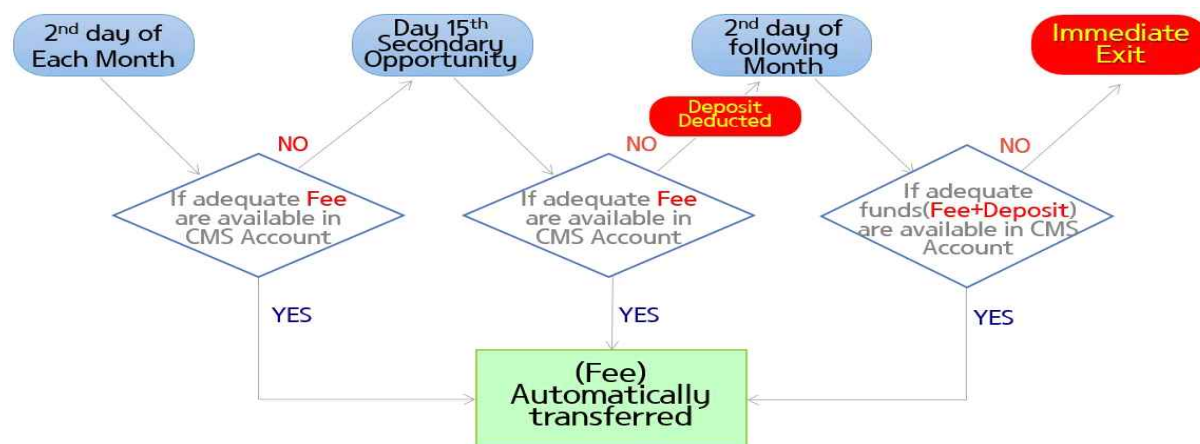 2nd day of
Each Month
Day 15th
Secondary
Opportunity
2nd day of
following
Month
Immediate
Exit
Deposit
Deducted
NO
NO
NO
If adequate Fee
are available in
CMS Account
If adequate Fee
are available in
CMS Account
If adequate
funds(Fee+Deposit)
are available in CMS
Account
YES
YES
YES
(Fee)
Automatically
transferred